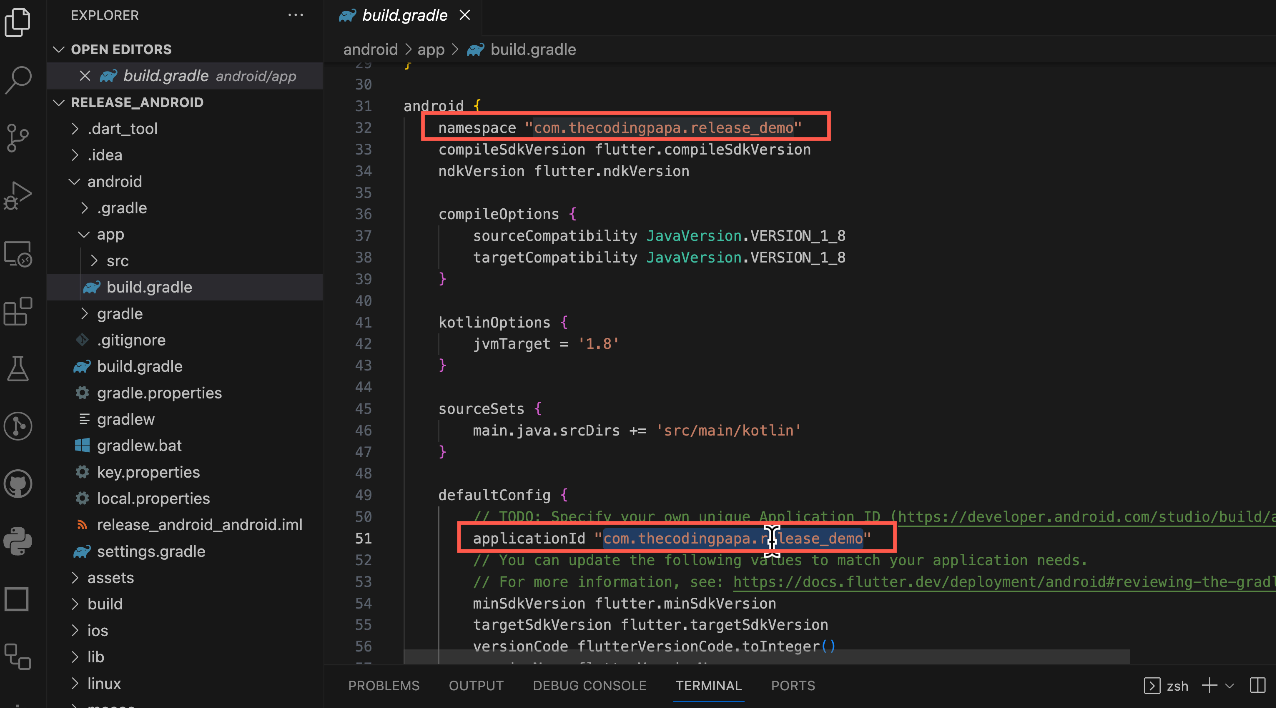 EXPLORER
OPEN EDITORS
build.gradle android/app
RELEASE_ANDROID
.dart_tool
.idea
android
.gradle
app
src
build.gradle
gradle
.gitignore
build.gradle
gradle.properties
gradlew
gradlew.bat
key.properties
local.properties
release_android_android.iml
settings.gradle
assets
build
ios
lib
linux
build.gradle
android > app > build.gradle
29 }
30
31 android {
32 namespace "com.thecodingpapa.release_demo"
33 compileSdkVersion flutter.compileSdkVersion
34 ndkVersion flutter.ndkVersion
35
36 compileOptions {
37 sourceCompatibility JavaVersion.VERSION_1_8
38 targetCompatibility JavaVersion.VERSION_1_8
39 }
40
41 kotlinOptions {
42 jvmTarget = '1.8'
43 }
44
45 sourceSets {
46 main.java.srcDirs += 'src/main/kotlin'
47 }
48
49 defaultConfig {
50 // TODO: Specify your own unique Application ID (https://developer.android.com/studio/build/a
51 applicationId "com.thecodingpapa.release_demo"
52 // You can update the following values to match your application needs.
53 // For more information, see: https://docs.flutter.dev/deployment/android#reviewing-the-gradl
54 minSdkVersion flutter.minSdkVersion
55 targetSdkVersion flutter.targetSdkVersion
56 versionCode flutterVersionCode.toInteger()
PROBLEMS OUTPUT DEBUG CONSOLE TERMINAL PORTS
zsh